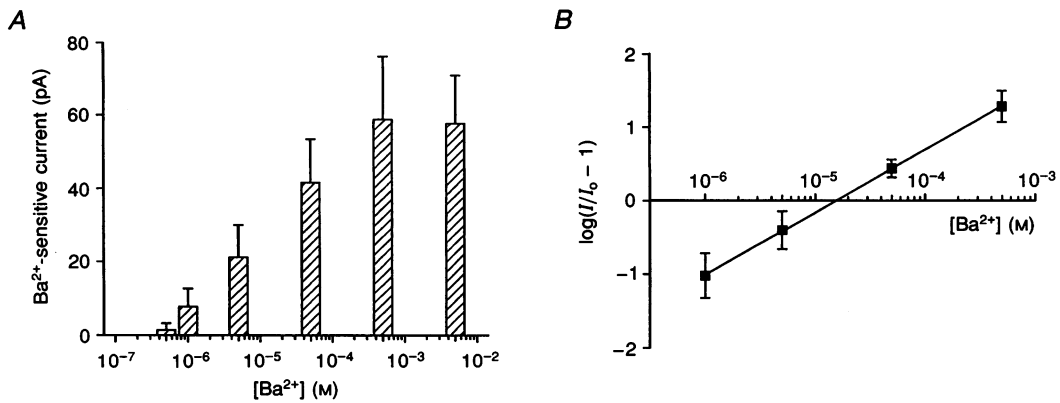 A
Ba²⁺-sensitive current (pA)
80
60
40
20
0
10⁻⁷ 10⁻⁶ 10⁻⁵ 10⁻⁴ 10⁻³ 10⁻²
[Ba²⁺] (M)
B
log(I/Iₒ – 1)
2
1
0
–1
–2
10⁻⁶ 10⁻⁵ 10⁻⁴ 10⁻³
[Ba²⁺] (M)